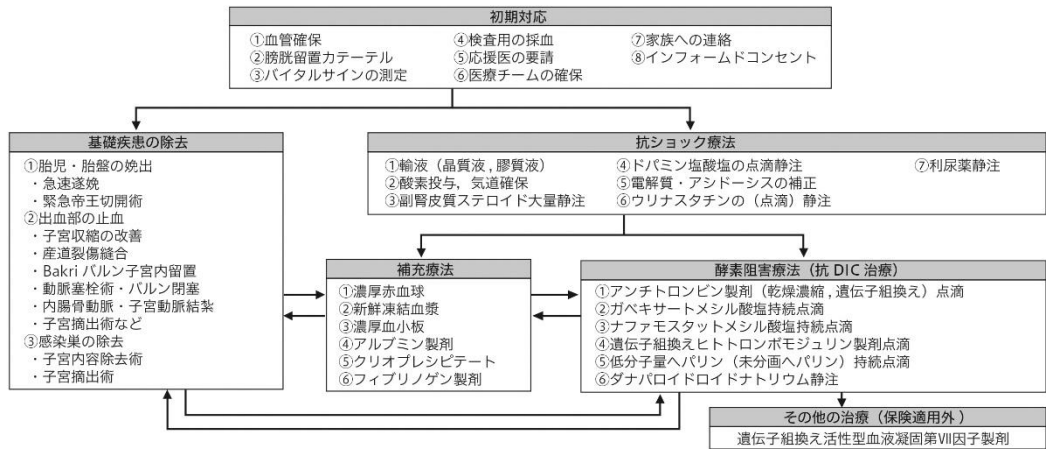 初期対応
①血管確保
②膀胱留置カテーテル
③バイタルサインの測定
④検査用の採血
⑤応援医の要請
⑥医療チームの確保
⑦家族への連絡
⑧インフォームドコンセント
基礎疾患の除去
①胎児・胎盤の娩出
・急速遂娩
・緊急帝王切開術
②出血部の止血
・子宮収縮の改善
・産道裂傷縫合
・Bakri バルン子宮内留置
・動脈塞栓術・バルン閉塞
・内腸骨動脈・子宮動脈結紮
・子宮摘出術など
③感染巣の除去
・子宮内容除去術
・子宮摘出術
抗ショック療法
①輸液（晶質液 , 膠質液）
②酸素投与，気道確保
③副腎皮質ステロイド大量静注
④ドパミン塩酸塩の点滴静注
⑤電解質・アシドーシスの補正
⑥ウリナスタチンの（点滴）静注
⑦利尿薬静注
補充療法
①濃厚赤血球
②新鮮凍結血漿
③濃厚血小板
④アルブミン製剤
⑤クリオプレシピテート
⑥フィブリノゲン製剤
酵素阻害療法（抗 DIC 治療）
①アンチトロンビン製剤（乾燥濃縮 , 遺伝子組換え）点滴
②ガベキサートメシル酸塩持続点滴
③ナファモスタットメシル酸塩持続点滴
④遺伝子組換えヒトトロンボモジュリン製剤点滴
⑤低分子量ヘパリン（未分画ヘパリン）持続点滴
⑥ダナパロイドロイドナトリウム静注
その他の治療（保険適用外）
遺伝子組換え活性型血液凝固第Ⅶ因子製剤